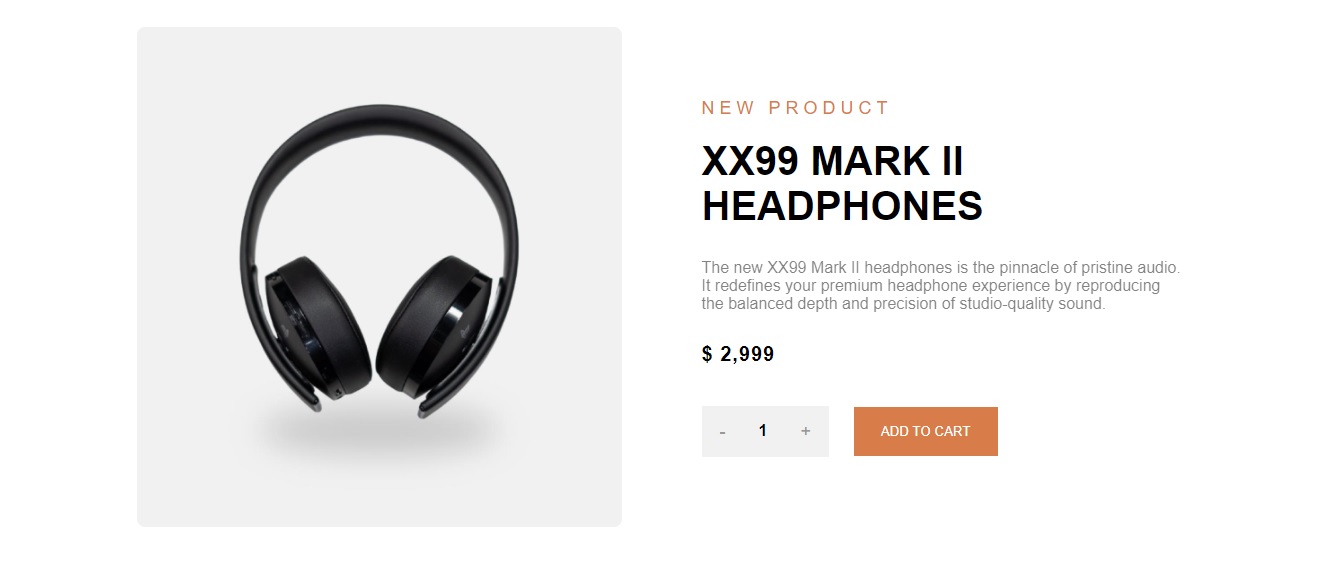 NEW PRODUCT
XX99 MARK II
HEADPHONES
The new XX99 Mark II headphones is the pinnacle of pristine audio.
It redefines your premium headphone experience by reproducing
the balanced depth and precision of studio-quality sound.
$ 2,999
- 1 +
ADD TO CART